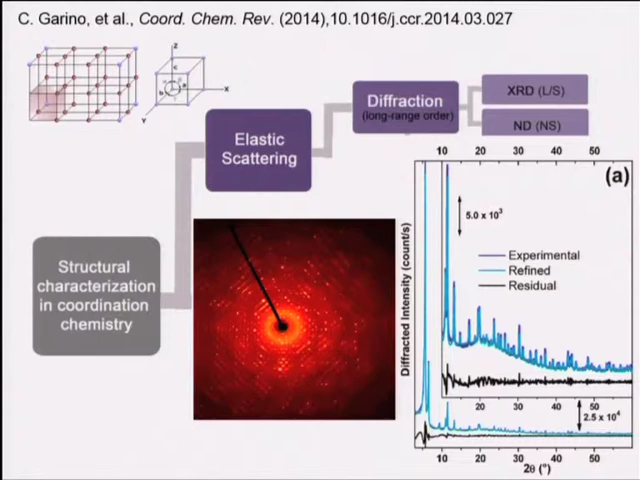 C. Garino, et al., Coord. Chem. Rev. (2014),10.1016/j.ccr.2014.03.027
Z
c
b
a
X
Y
Structural
characterization
in coordination
chemistry
Elastic
Scattering
Diffraction
(long-range order)
XRD (L/S)
ND (NS)
10 20 30 40 50
(a)
5.0 x 10³
Experimental
Refined
Residual
Diffracted Intensity (count/s)
10 20 30 40 50
2.5 x 10⁴
10 20 30 40 50
2θ (°)